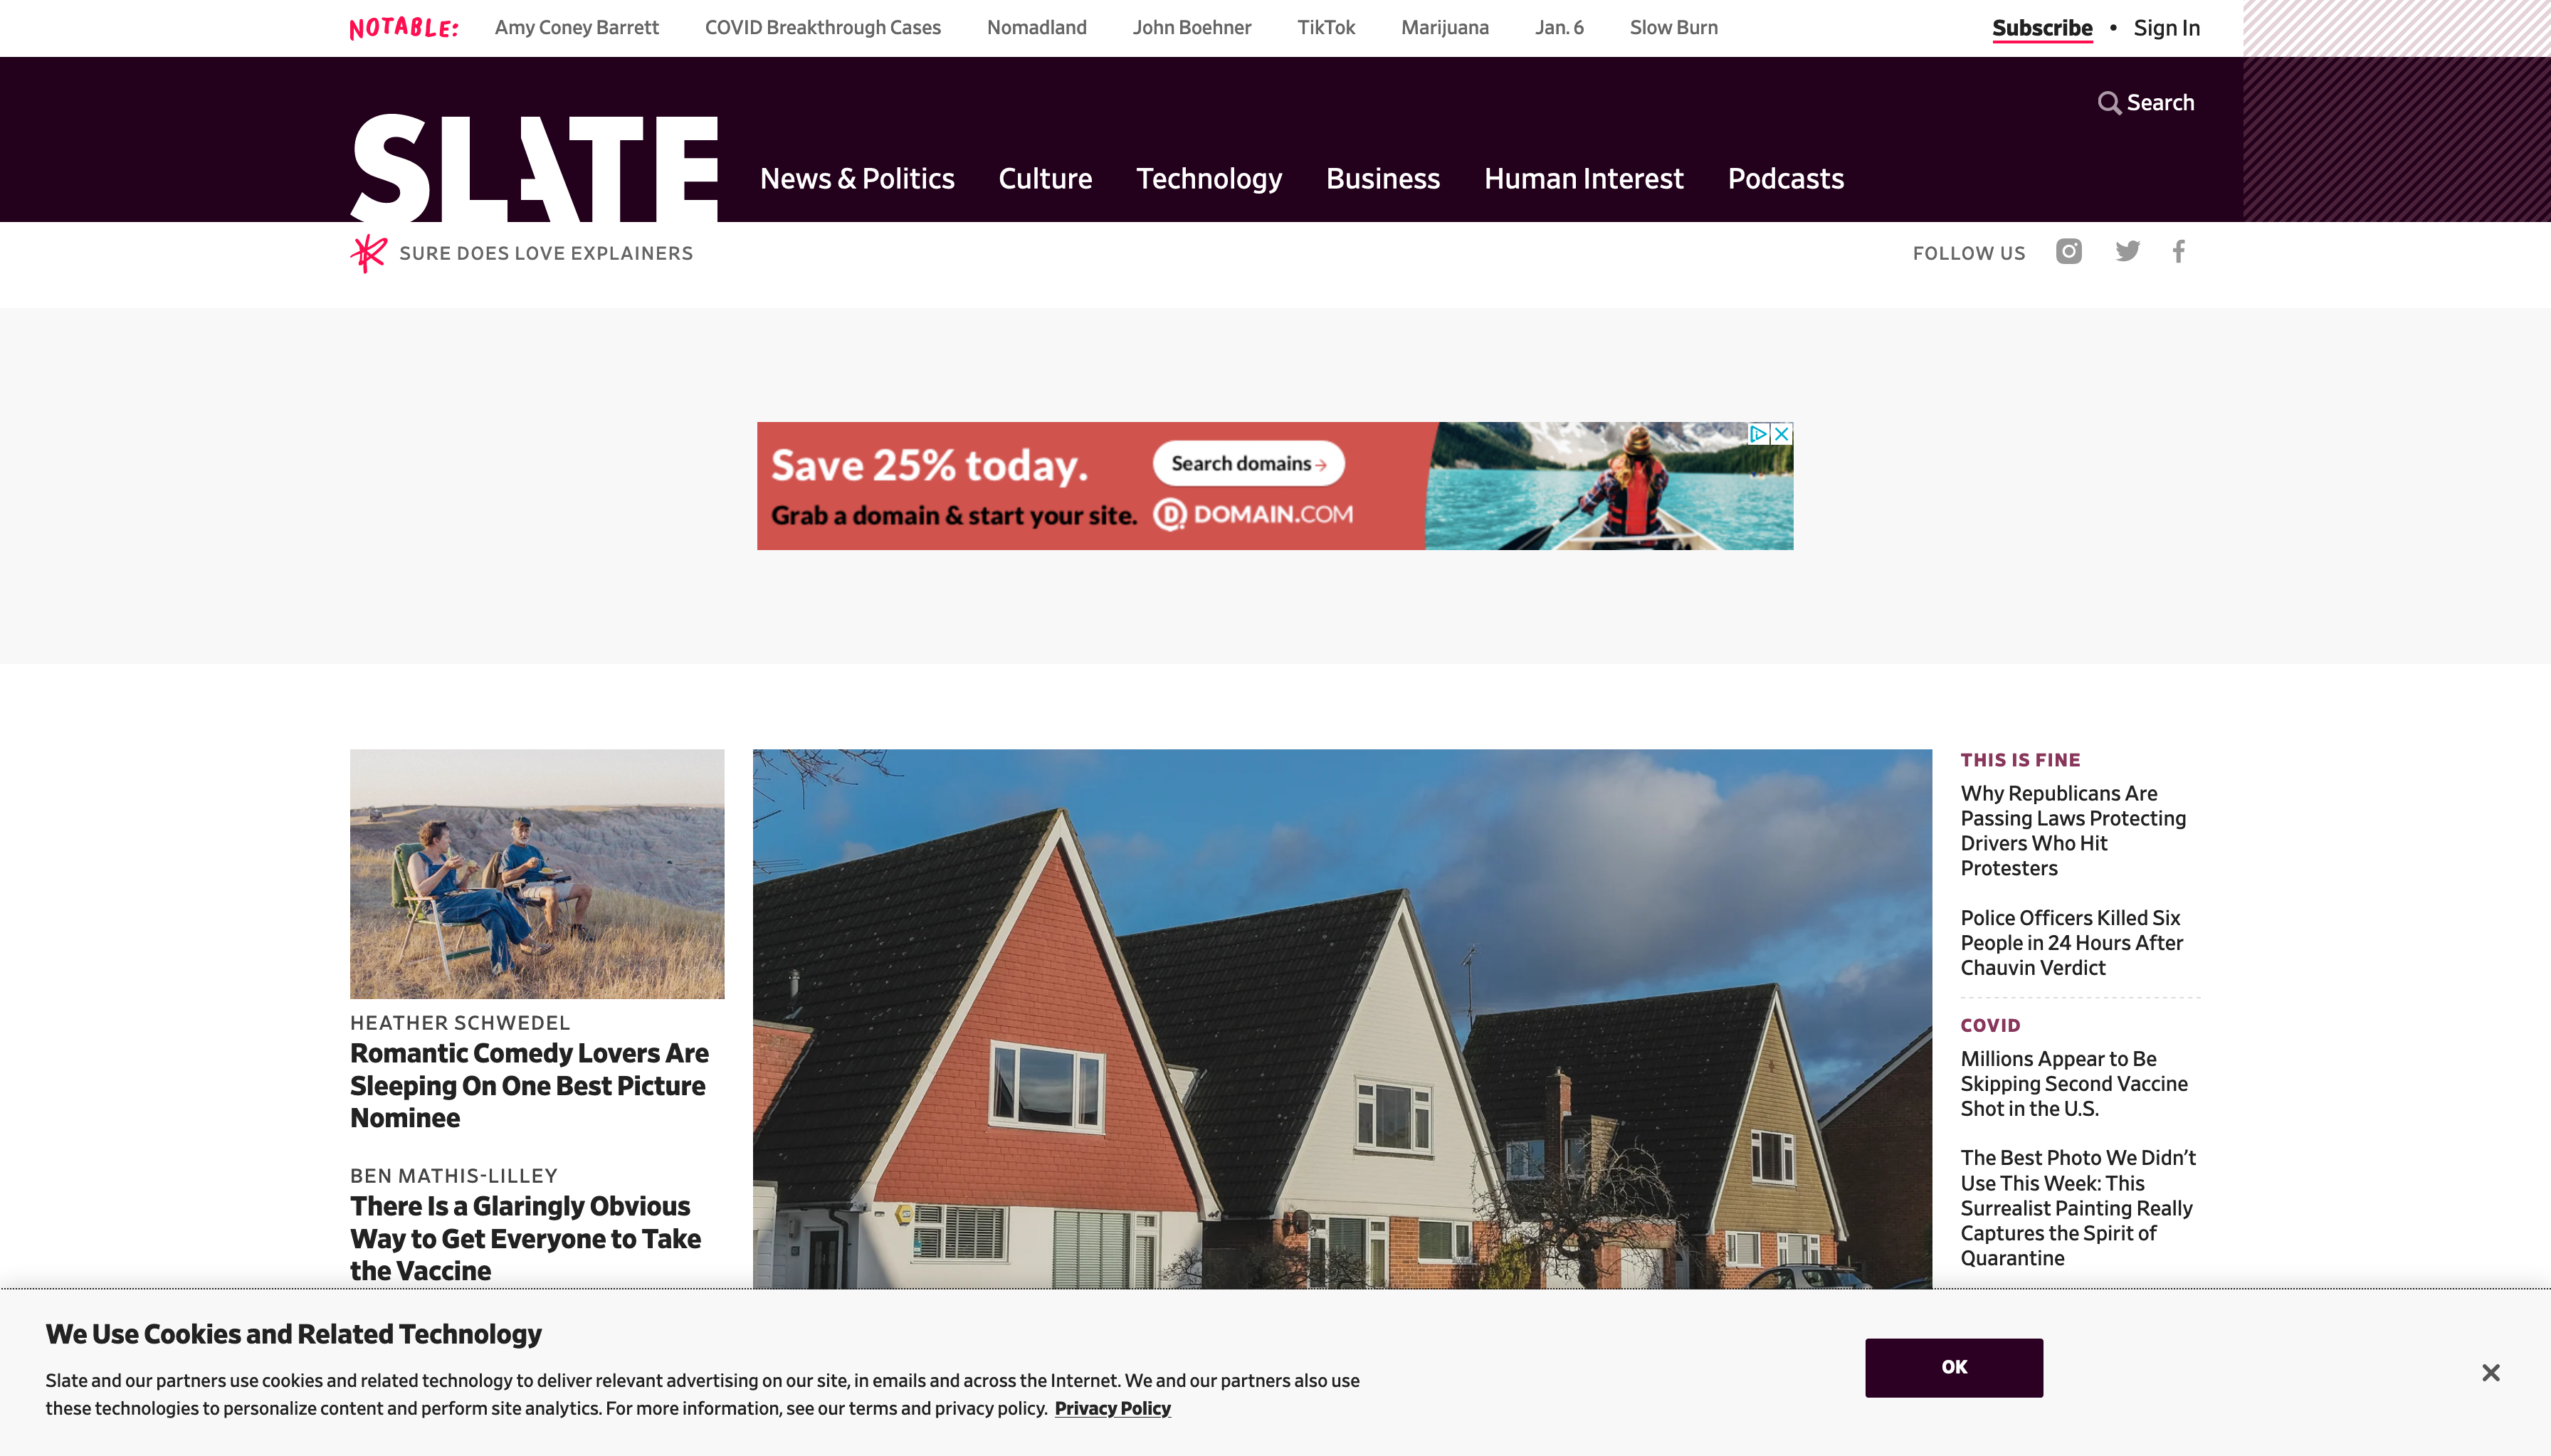 NOTABLE:
Amy Coney Barrett
COVID Breakthrough Cases
Nomadland
John Boehner
TikTok
Marijuana
Jan. 6
Slow Burn
Subscribe • Sign In
Search
SLATE
News & Politics
Culture
Technology
Business
Human Interest
Podcasts
SURE DOES LOVE EXPLAINERS
FOLLOW US
Save 25% today.
Grab a domain & start your site.
Search domains →
DOMAIN.COM
HEATHER SCHWEDEL
Romantic Comedy Lovers Are
Sleeping On One Best Picture
Nominee
BEN MATHIS-LILLEY
There Is a Glaringly Obvious
Way to Get Everyone to Take
the Vaccine
THIS IS FINE
Why Republicans Are
Passing Laws Protecting
Drivers Who Hit
Protesters
Police Officers Killed Six
People in 24 Hours After
Chauvin Verdict
COVID
Millions Appear to Be
Skipping Second Vaccine
Shot in the U.S.
The Best Photo We Didn’t
Use This Week: This
Surrealist Painting Really
Captures the Spirit of
Quarantine
We Use Cookies and Related Technology
Slate and our partners use cookies and related technology to deliver relevant advertising on our site, in emails and across the Internet. We and our partners also use
these technologies to personalize content and perform site analytics. For more information, see our terms and privacy policy. Privacy Policy
OK